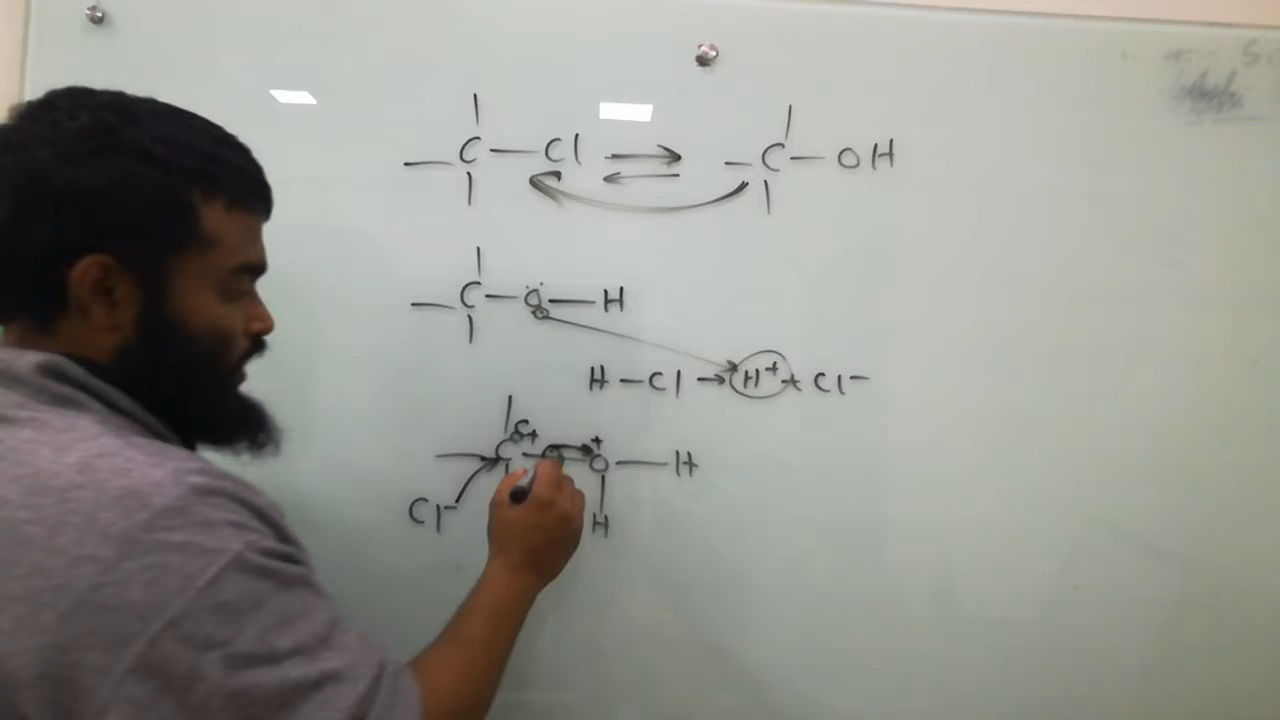 C — Cl ⇌ — C — OH
— C — O — H
H — Cl → H⁺ + Cl⁻
— C δ+ — O⁺ — H
Cl⁻ H